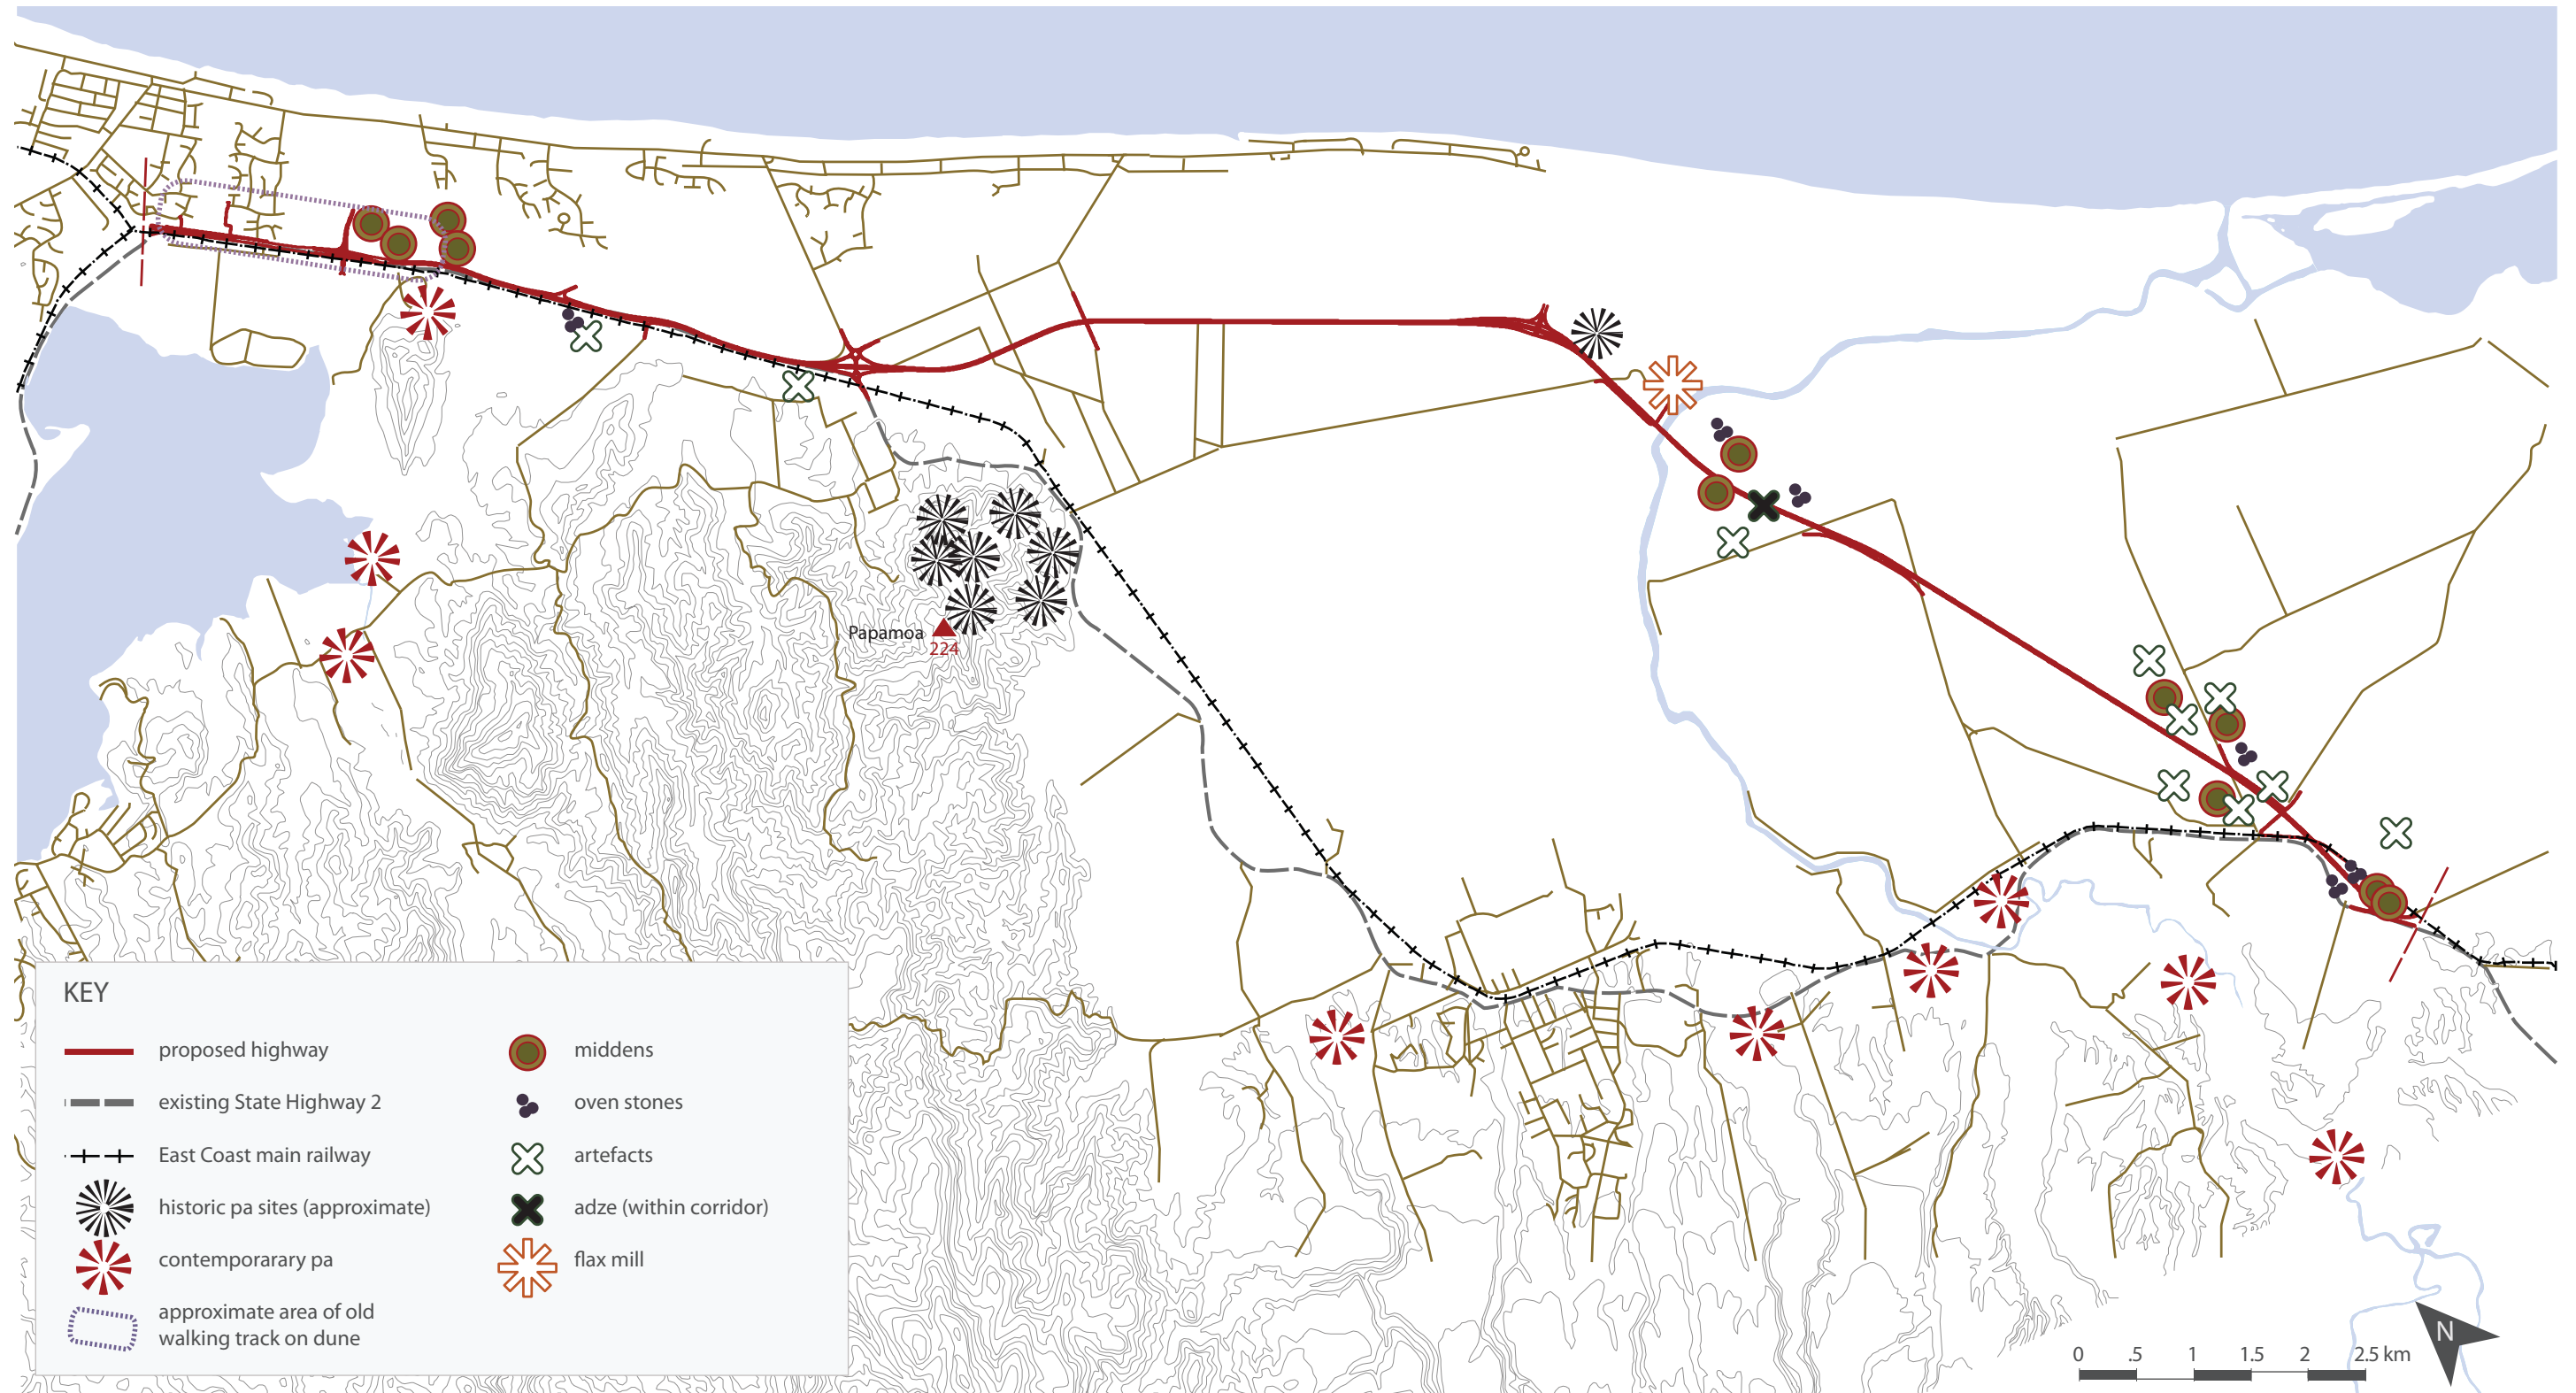 Papamoa
224
KEY
proposed highway
existing State Highway 2
East Coast main railway
historic pa sites (approximate)
contemporarary pa
approximate area of old
walking track on dune
middens
oven stones
artefacts
adze (within corridor)
flax mill
0 .5 1 1.5 2 2.5 km
N